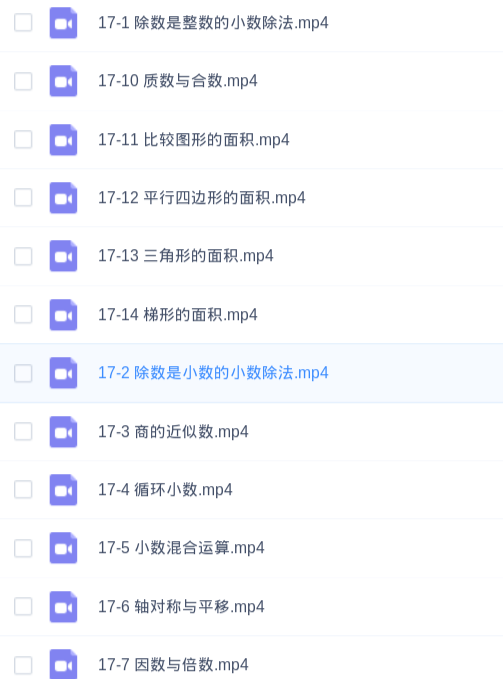 17-1 除数是整数的小数除法.mp4
17-10 质数与合数.mp4
17-11 比较图形的面积.mp4
17-12 平行四边形的面积.mp4
17-13 三角形的面积.mp4
17-14 梯形的面积.mp4
17-2 除数是小数的小数除法.mp4
17-3 商的近似数.mp4
17-4 循环小数.mp4
17-5 小数混合运算.mp4
17-6 轴对称与平移.mp4
17-7 因数与倍数.mp4